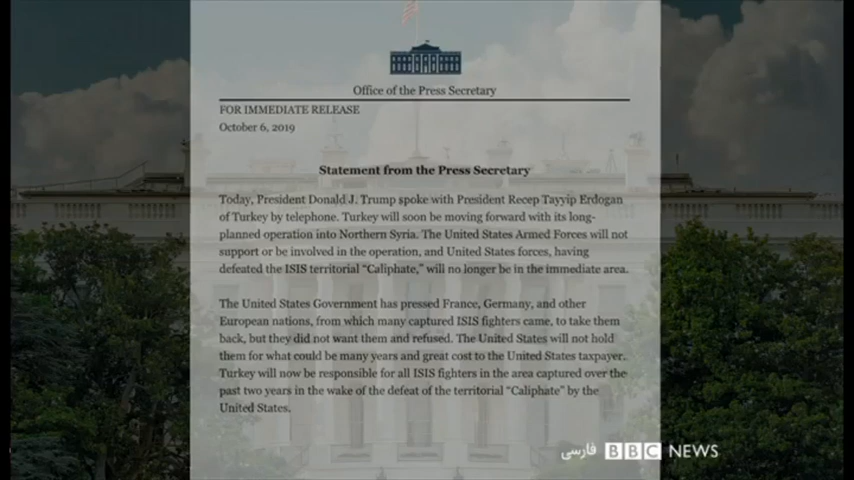 Office of the Press Secretary
FOR IMMEDIATE RELEASE
October 6, 2019
Statement from the Press Secretary
Today, President Donald J. Trump spoke with President Recep Tayyip Erdogan
of Turkey by telephone. Turkey will soon be moving forward with its long-
planned operation into Northern Syria. The United States Armed Forces will not
support or be involved in the operation, and United States forces, having
defeated the ISIS territorial “Caliphate,” will no longer be in the immediate area.
The United States Government has pressed France, Germany, and other
European nations, from which many captured ISIS fighters came, to take them
back, but they did not want them and refused. The United States will not hold
them for what could be many years and great cost to the United States taxpayer.
Turkey will now be responsible for all ISIS fighters in the area captured over the
past two years in the wake of the defeat of the territorial “Caliphate” by the
United States.
فارسی BBC NEWS